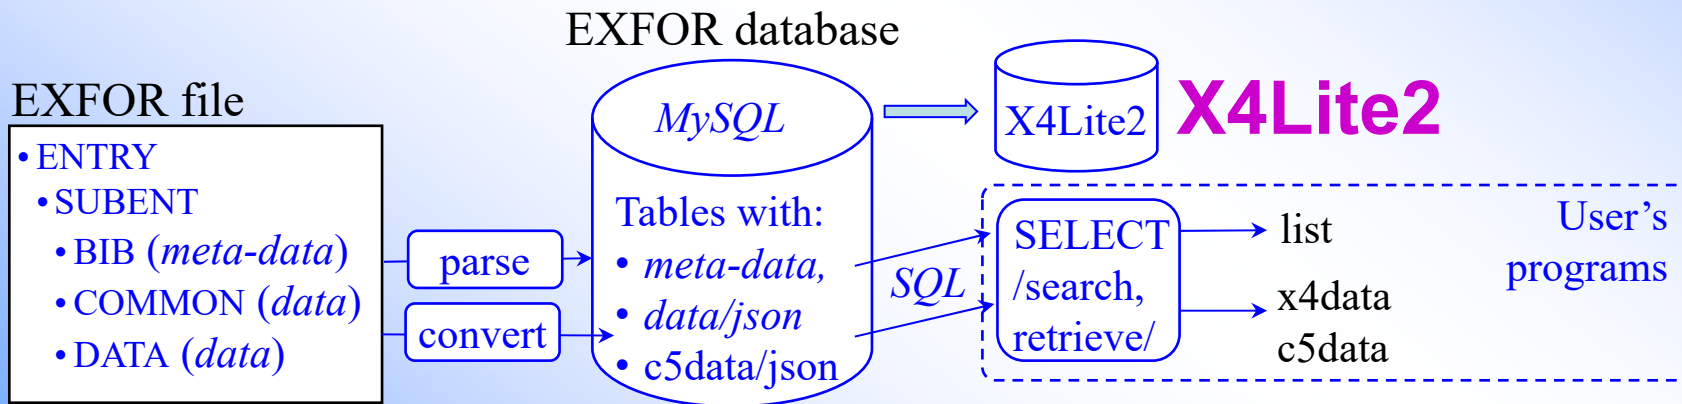 EXFOR file
• ENTRY
• SUBENT
• BIB (meta-data)
• COMMON (data)
• DATA (data)
parse
convert
EXFOR database
MySQL
Tables with:
• meta-data,
• data/json
• c5data/json
X4Lite2
X4Lite2
SQL
SELECT
/search,
retrieve/
list
x4data
c5data
User’s
programs